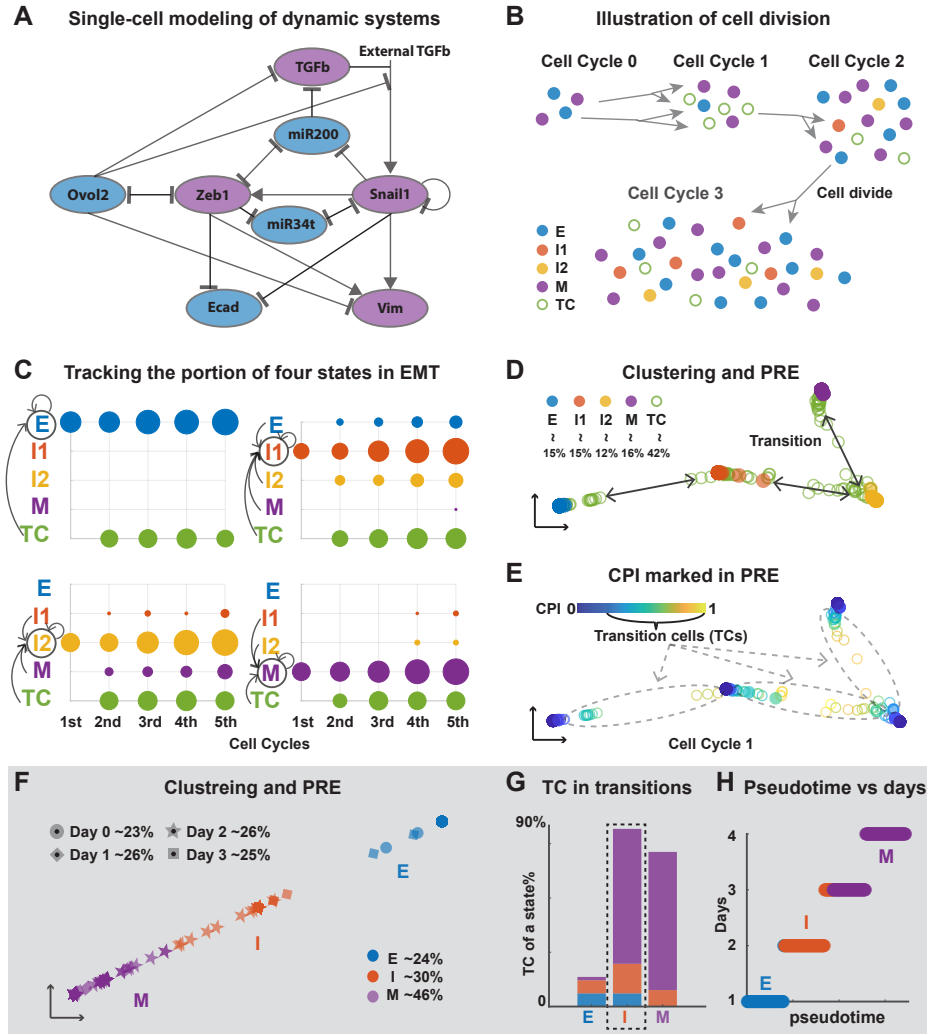 A Single-cell modeling of dynamic systems
External TGFb
TGFb
miR200
Ovol2
Zeb1
Snail1
miR34t
Ecad
Vim
B Illustration of cell division
Cell Cycle 0
Cell Cycle 1
Cell Cycle 2
Cell divide
Cell Cycle 3
E
I1
I2
M
TC
C Tracking the portion of four states in EMT
E
I1
I2
M
TC
E
I1
I2
M
TC
E
I1
I2
M
TC
E
I1
I2
M
TC
1st 2nd 3rd 4th 5th
1st 2nd 3rd 4th 5th
Cell Cycles
D Clustering and PRE
E I1 I2 M TC
~ ~ ~ ~ ~
15% 15% 12% 16% 42%
Transition
E CPI marked in PRE
CPI 0 1
Transition cells (TCs)
Cell Cycle 1
F Clustreing and PRE
Day 0 ~23% Day 2 ~26%
Day 1 ~26% Day 3 ~25%
E
I
M
E ~24%
I ~30%
M ~46%
G TC in transitions
90%
TC of a state%
0
E I M
H Pseudotime vs days
4
3
2
1
Days
M
I
E
pseudotime